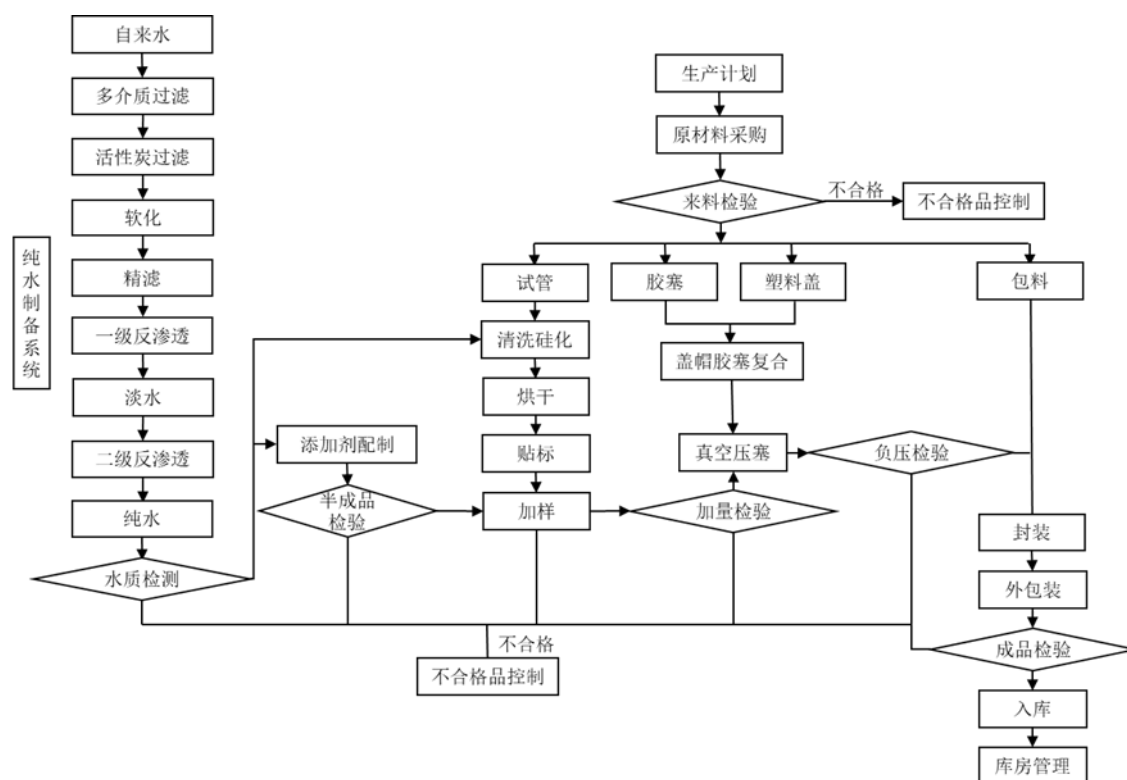 自来水
多介质过滤
活性炭过滤
软化
精滤
一级反渗透
淡水
二级反渗透
纯水
水质检测
纯水制备系统
添加剂配制
半成品
检验
生产计划
原材料采购
来料检验
不合格
不合格品控制
试管
清洗硅化
烘干
贴标
加样
胶塞
塑料盖
盖帽胶塞复合
真空压塞
加量检验
负压检验
包料
封装
外包装
成品检验
入库
库房管理
不合格
不合格品控制